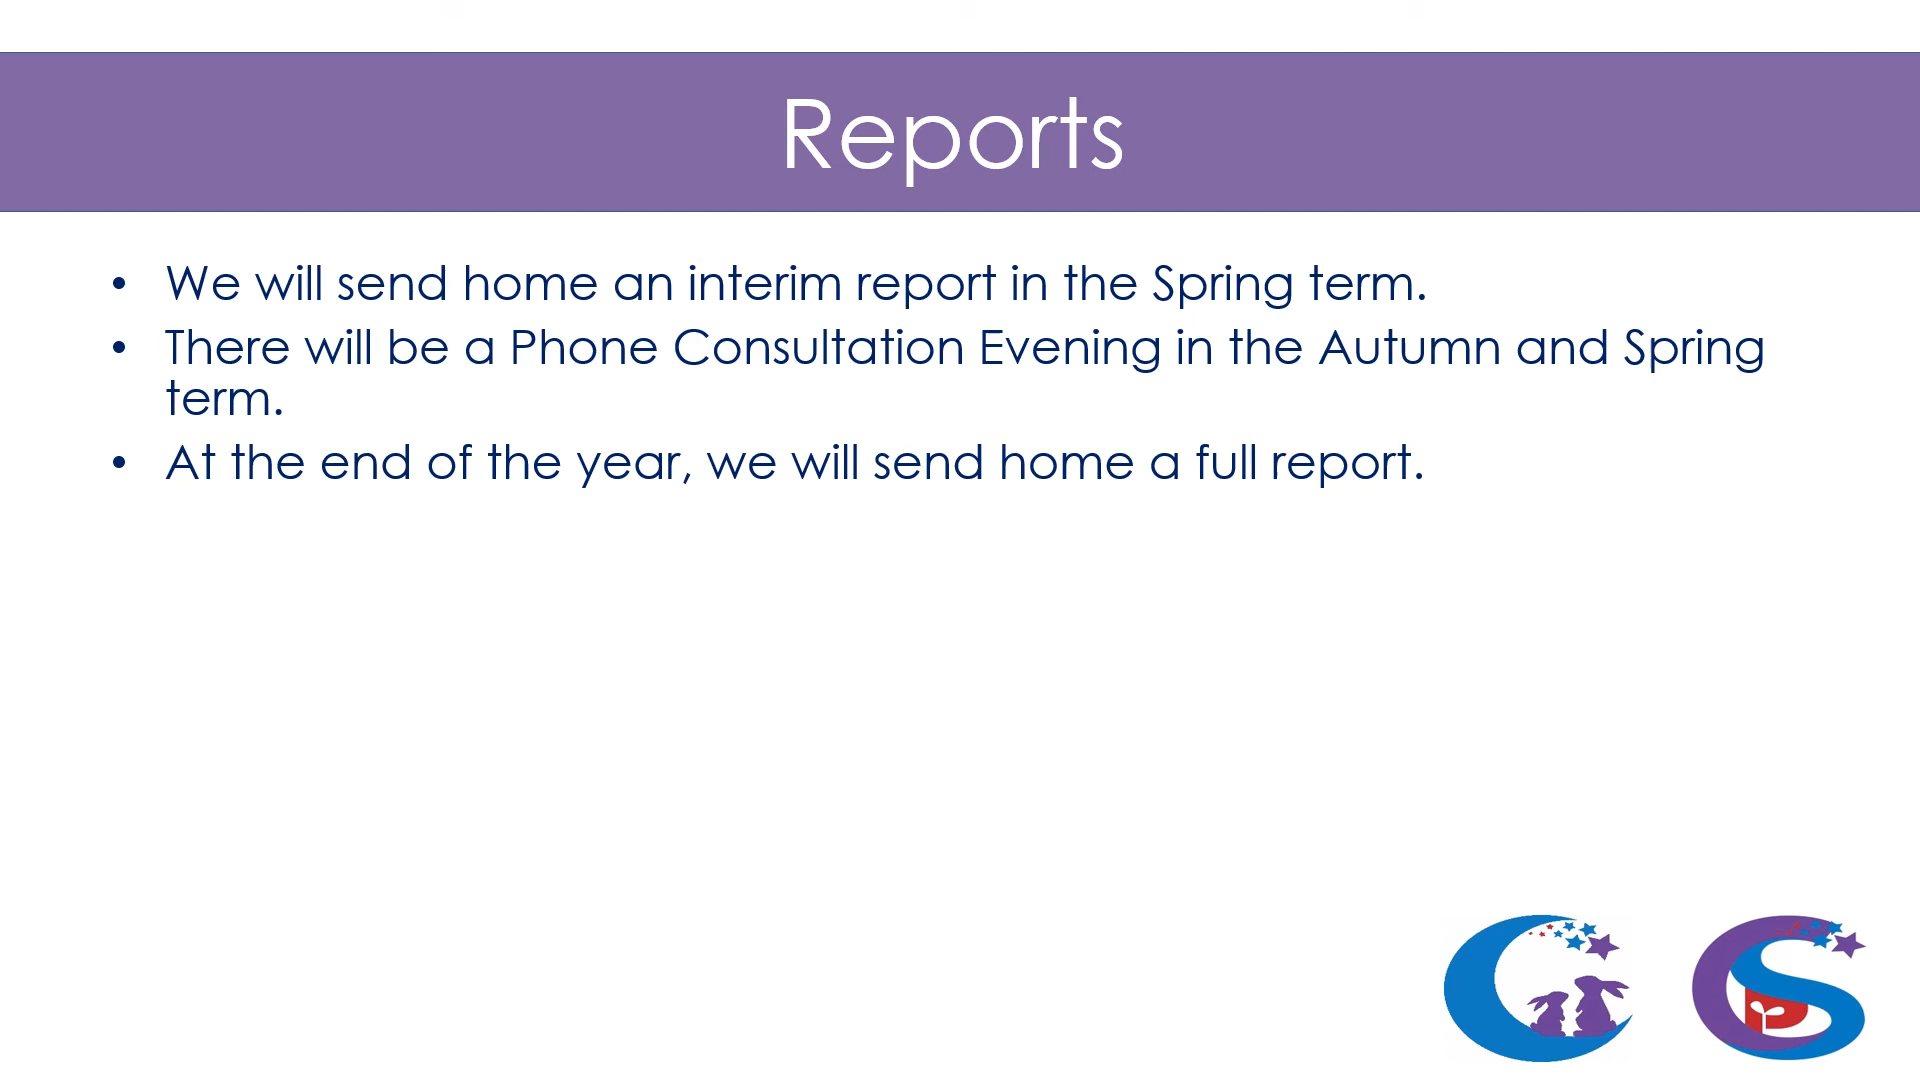 Reports
• We will send home an interim report in the Spring term.
• There will be a Phone Consultation Evening in the Autumn and Spring
term.
• At the end of the year, we will send home a full report.